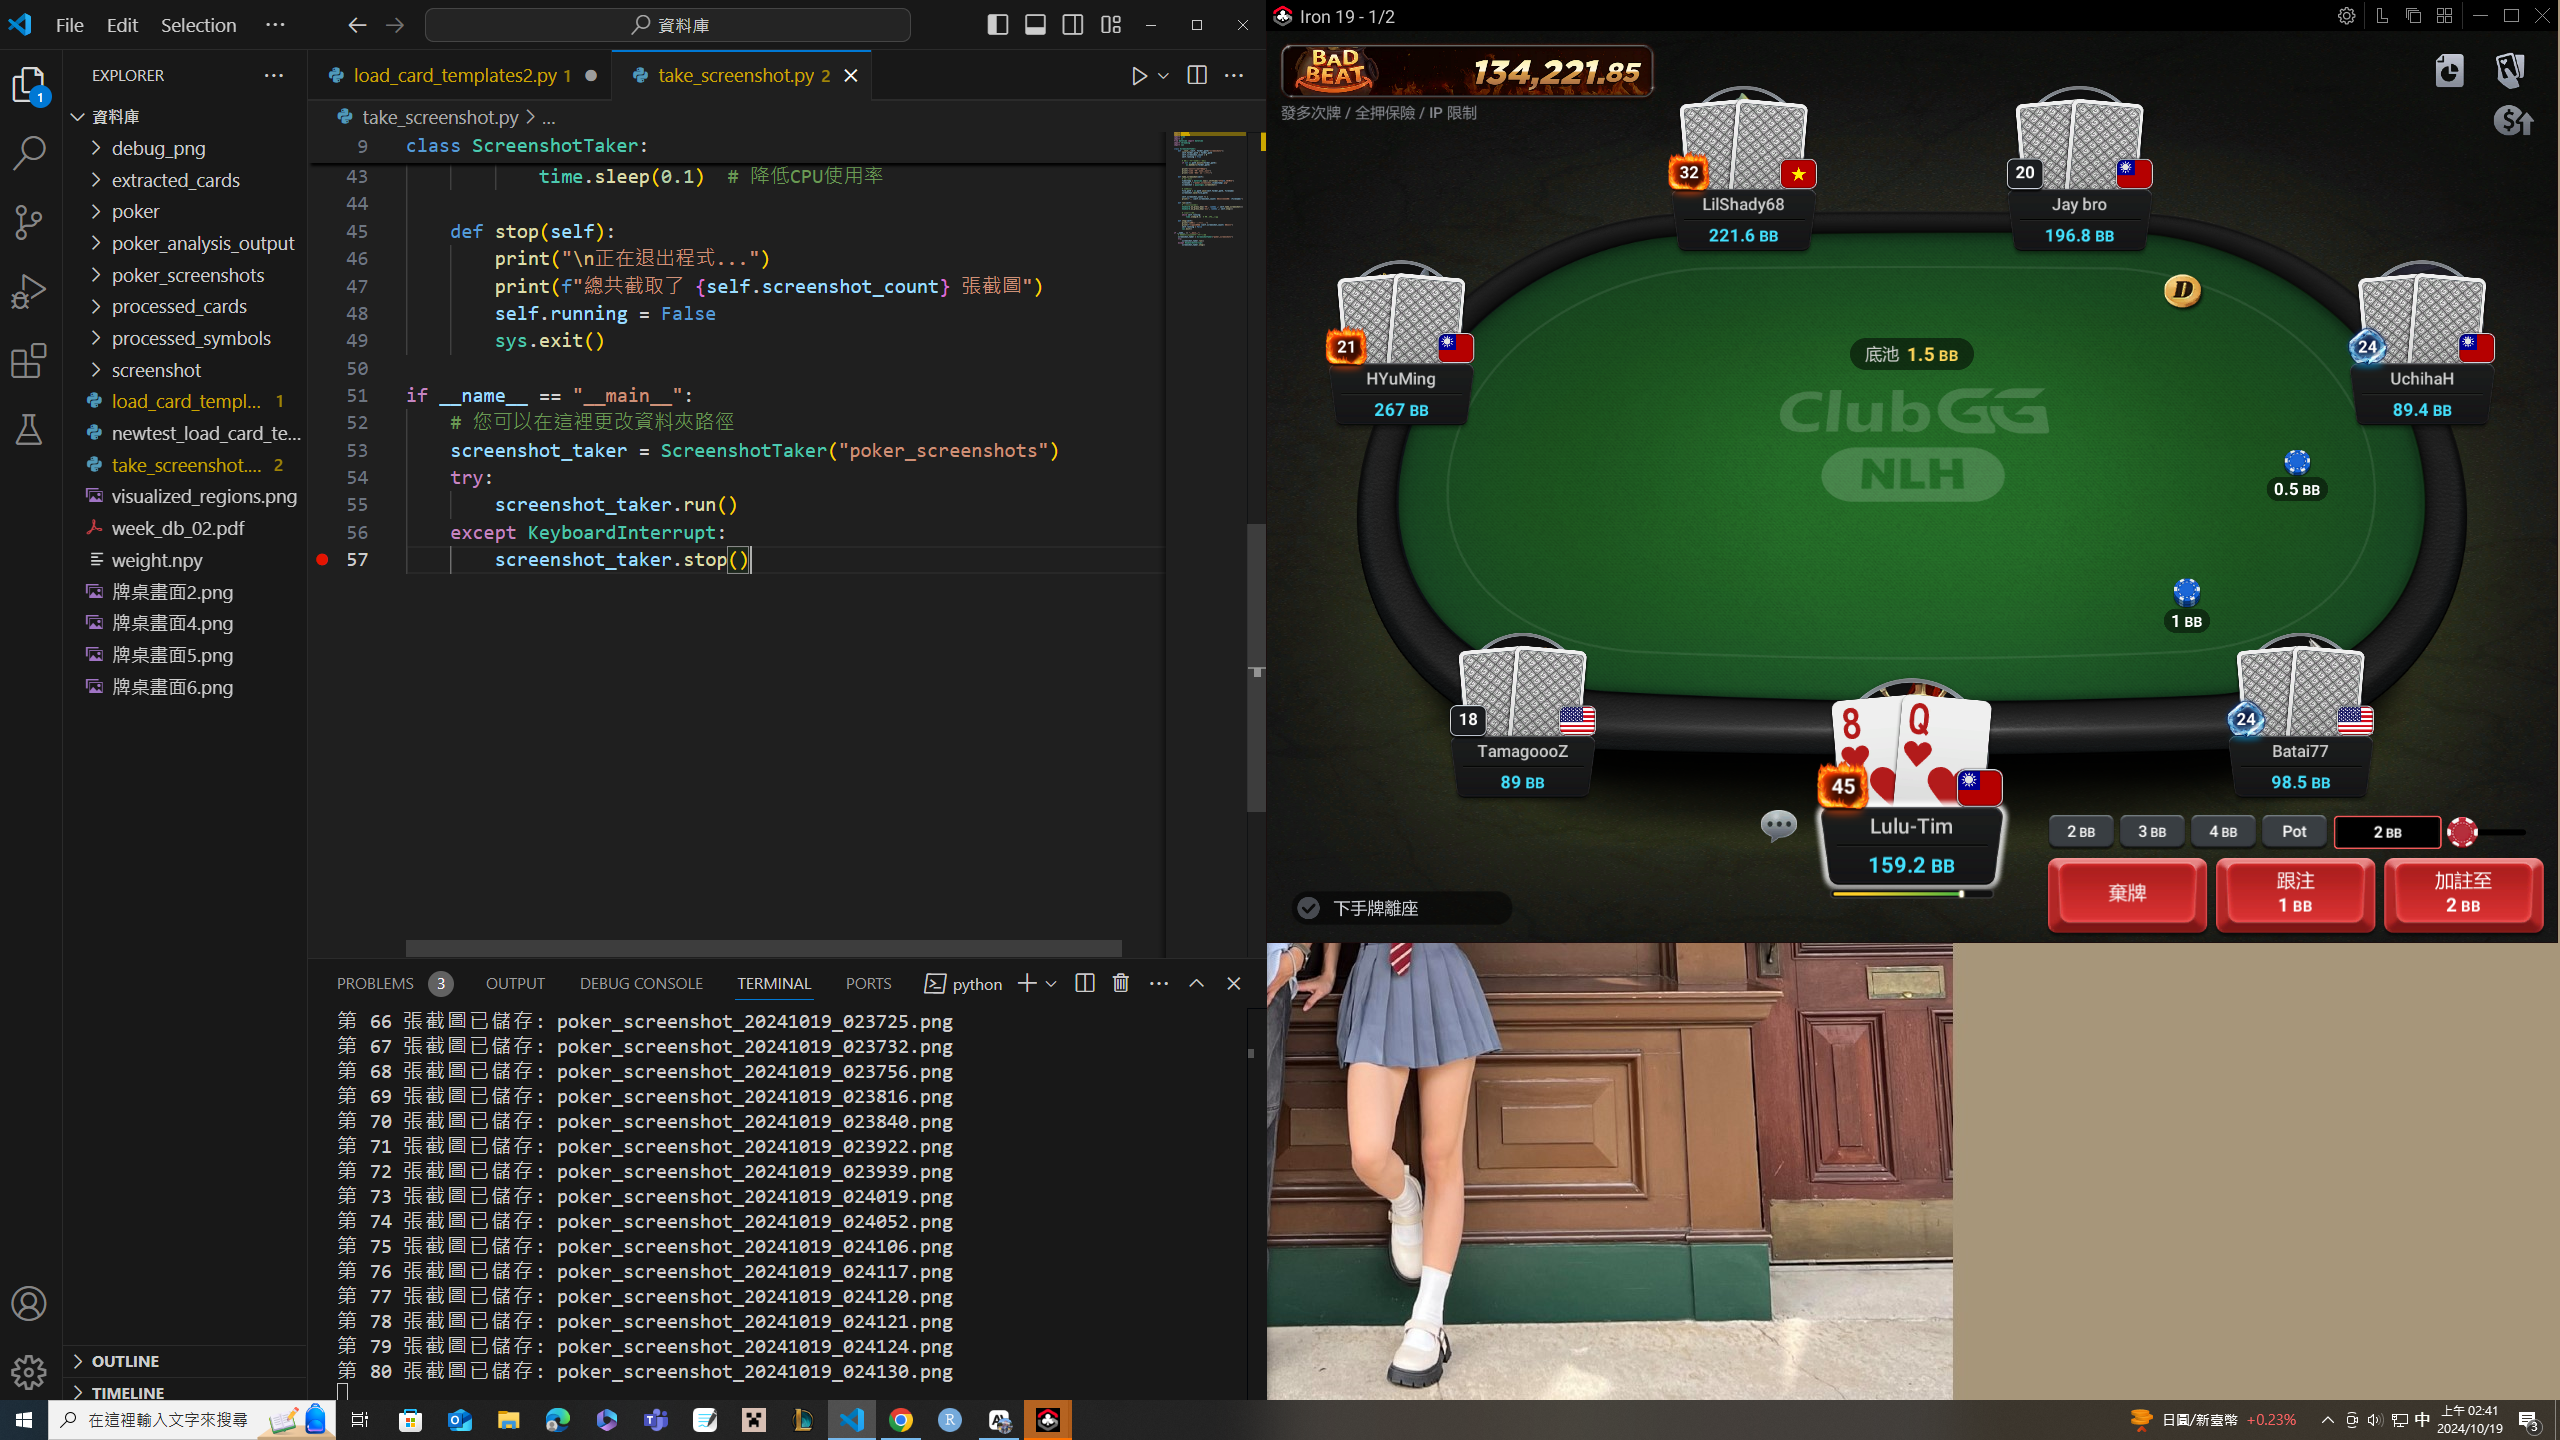 File Edit Selection ···
資料庫
EXPLORER ···
資料庫
debug_png
extracted_cards
poker
poker_analysis_output
poker_screenshots
processed_cards
processed_symbols
screenshot
load_card_templ... 1
newtest_load_card_te...
take_screenshot.... 2
visualized_regions.png
week_db_02.pdf
weight.npy
牌桌畫面2.png
牌桌畫面4.png
牌桌畫面5.png
牌桌畫面6.png
OUTLINE
TIMELINE
1
load_card_templates2.py 1
take_screenshot.py 2
take_screenshot.py > ...
9 class ScreenshotTaker:
43 time.sleep(0.1) # 降低CPU使用率
44
45 def stop(self):
46 print("\n正在退出程式...")
47 print(f"總共截取了 {self.screenshot_count} 張截圖")
48 self.running = False
49 sys.exit()
50
51 if __name__ == "__main__":
52 # 您可以在這裡更改資料夾路徑
53 screenshot_taker = ScreenshotTaker("poker_screenshots")
54 try:
55 screenshot_taker.run()
56 except KeyboardInterrupt:
57 screenshot_taker.stop()
PROBLEMS 3 OUTPUT DEBUG CONSOLE TERMINAL PORTS python
第 66 張截圖已儲存: poker_screenshot_20241019_023725.png
第 67 張截圖已儲存: poker_screenshot_20241019_023732.png
第 68 張截圖已儲存: poker_screenshot_20241019_023756.png
第 69 張截圖已儲存: poker_screenshot_20241019_023816.png
第 70 張截圖已儲存: poker_screenshot_20241019_023840.png
第 71 張截圖已儲存: poker_screenshot_20241019_023922.png
第 72 張截圖已儲存: poker_screenshot_20241019_023939.png
第 73 張截圖已儲存: poker_screenshot_20241019_024019.png
第 74 張截圖已儲存: poker_screenshot_20241019_024052.png
第 75 張截圖已儲存: poker_screenshot_20241019_024106.png
第 76 張截圖已儲存: poker_screenshot_20241019_024117.png
第 77 張截圖已儲存: poker_screenshot_20241019_024120.png
第 78 張截圖已儲存: poker_screenshot_20241019_024121.png
第 79 張截圖已儲存: poker_screenshot_20241019_024124.png
第 80 張截圖已儲存: poker_screenshot_20241019_024130.png
Iron 19 - 1/2
BAD BEAT 134,221.85
發多次牌 / 全押保險 / IP 限制
32
LilShady68
221.6 BB
20
Jay bro
196.8 BB
21
HYuMing
267 BB
24
UchihaH
89.4 BB
D
底池 1.5 BB
ClubGG
NLH
0.5 BB
1 BB
18
TamagoooZ
89 BB
8 Q
45
Lulu-Tim
159.2 BB
24
Batai77
98.5 BB
2 BB 3 BB 4 BB Pot 2 BB
棄牌
跟注
1 BB
加註至
2 BB
下手牌離座
在這裡輸入文字來搜尋
日圓/新臺幣 +0.23%
中
上午 02:41
2024/10/19
3